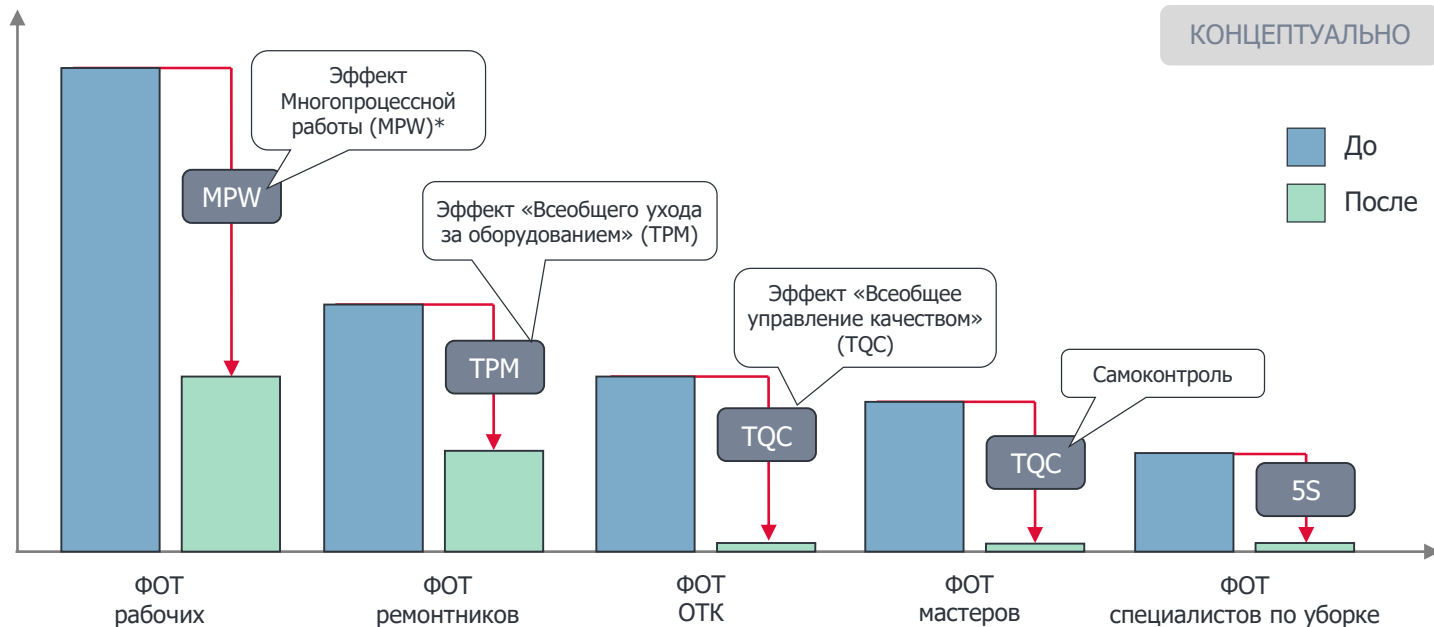 КОНЦЕПТУАЛЬНО
Эффект
Многопроцессной
работы (MPW)*
До
После
MPW
Эффект «Всеобщего ухода
за оборудованием» (TPM)
Эффект «Всеобщее
управление качеством»
(TQC)
Самоконтроль
TPM
TQC
TQC
5S
ФОТ
рабочих
ФОТ
ремонтников
ФОТ
ОТК
ФОТ
мастеров
ФОТ
специалистов по уборке